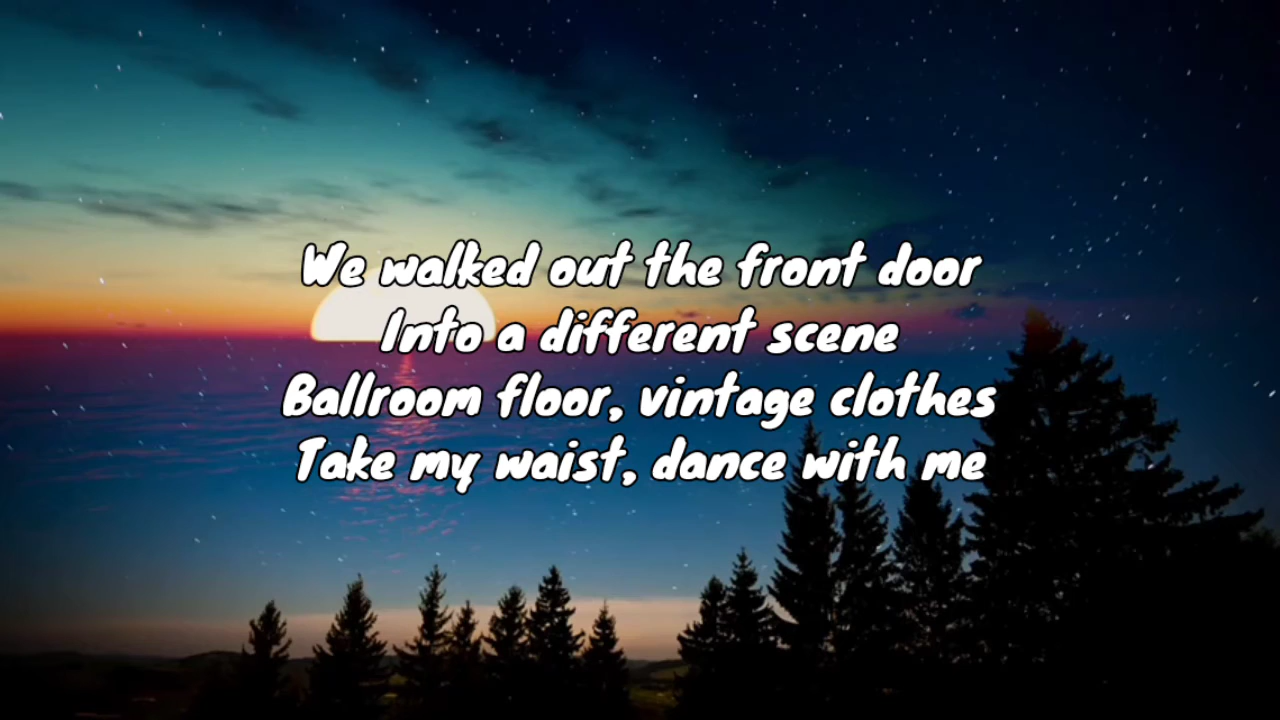 We walked out the front door
Into a different scene
Ballroom floor, vintage clothes
Take my waist, dance with me